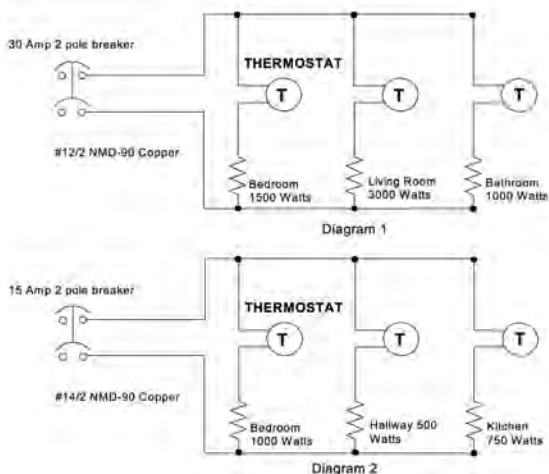 30 Amp 2 pole breaker
THERMOSTAT
T
T
T
#12/2 NMD-90 Copper
Bedroom
1500 Watts
Living Room
3000 Watts
Bathroom
1000 Watts
Diagram 1
15 Amp 2 pole breaker
THERMOSTAT
T
T
T
#14/2 NMD-90 Copper
Bedroom
1000 Watts
Hallway 500
Watts
Kitchen
750 Watts
Diagram 2